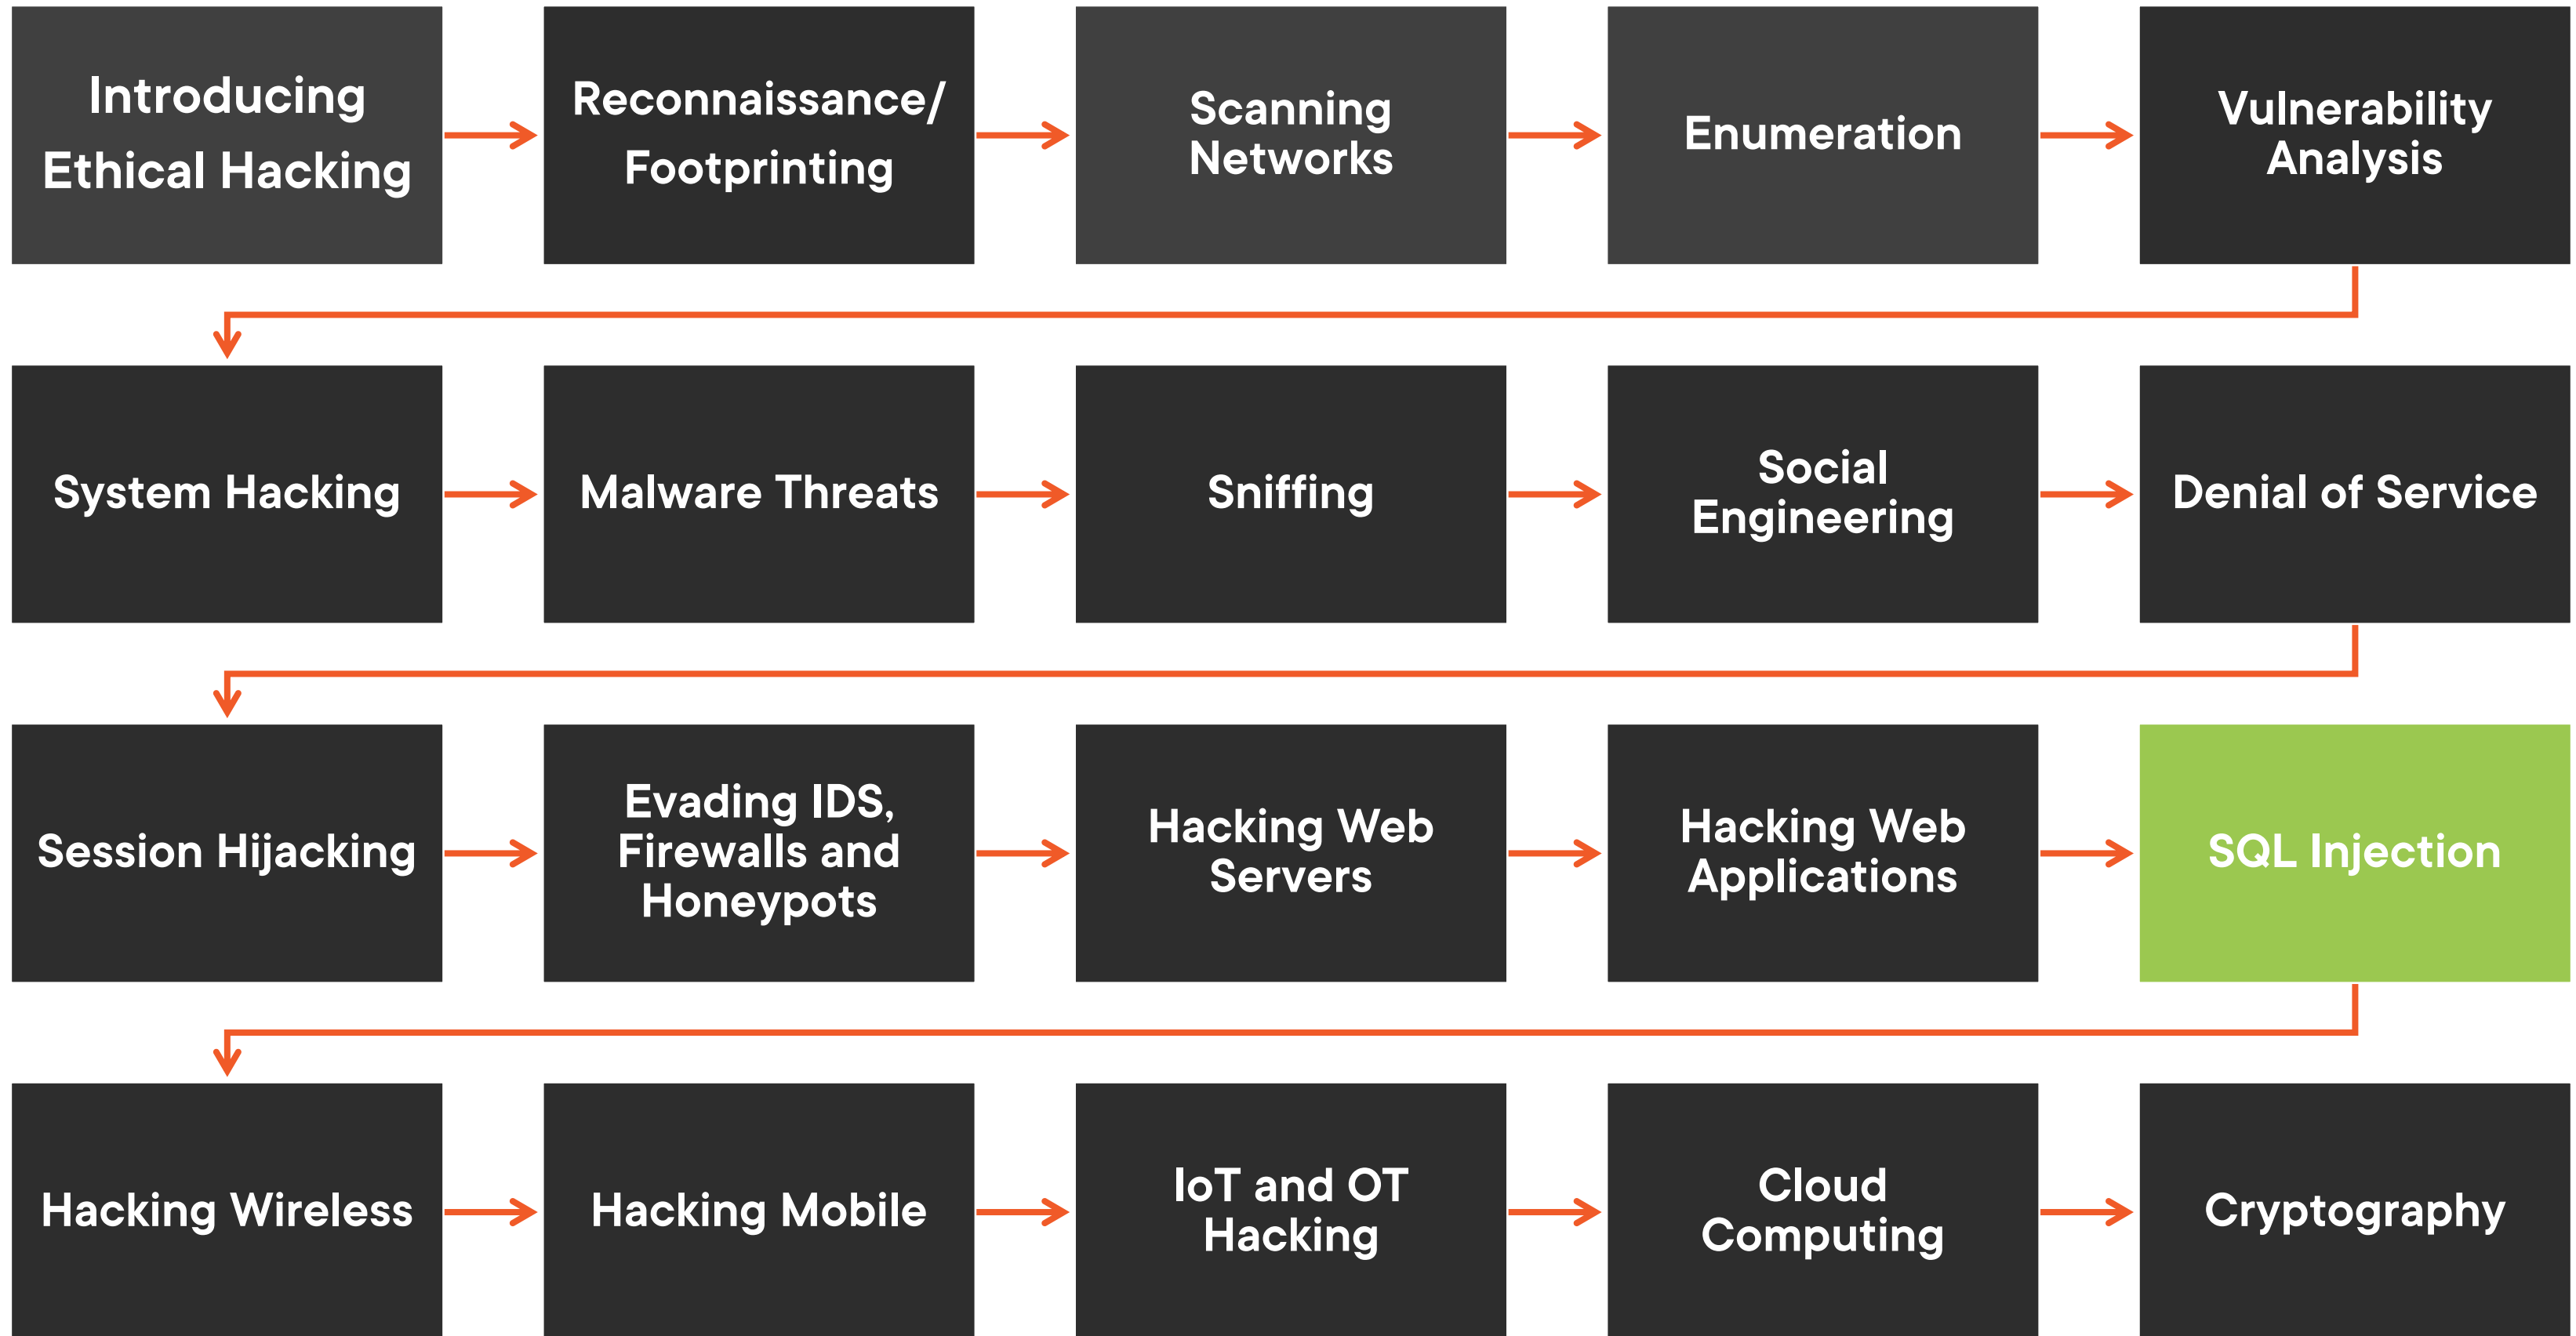 Introducing
Ethical Hacking
Reconnaissance/
Footprinting
Scanning
Networks
Enumeration
Vulnerability
Analysis
System Hacking
Malware Threats
Sniffing
Social
Engineering
Denial of Service
Session Hijacking
Evading IDS,
Firewalls and
Honeypots
Hacking Web
Servers
Hacking Web
Applications
SQL Injection
Hacking Wireless
Hacking Mobile
IoT and OT
Hacking
Cloud
Computing
Cryptography